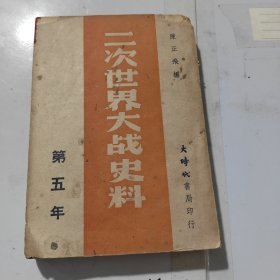 陳正飛編
二次世界大战史料
第五年
大時代書局印行